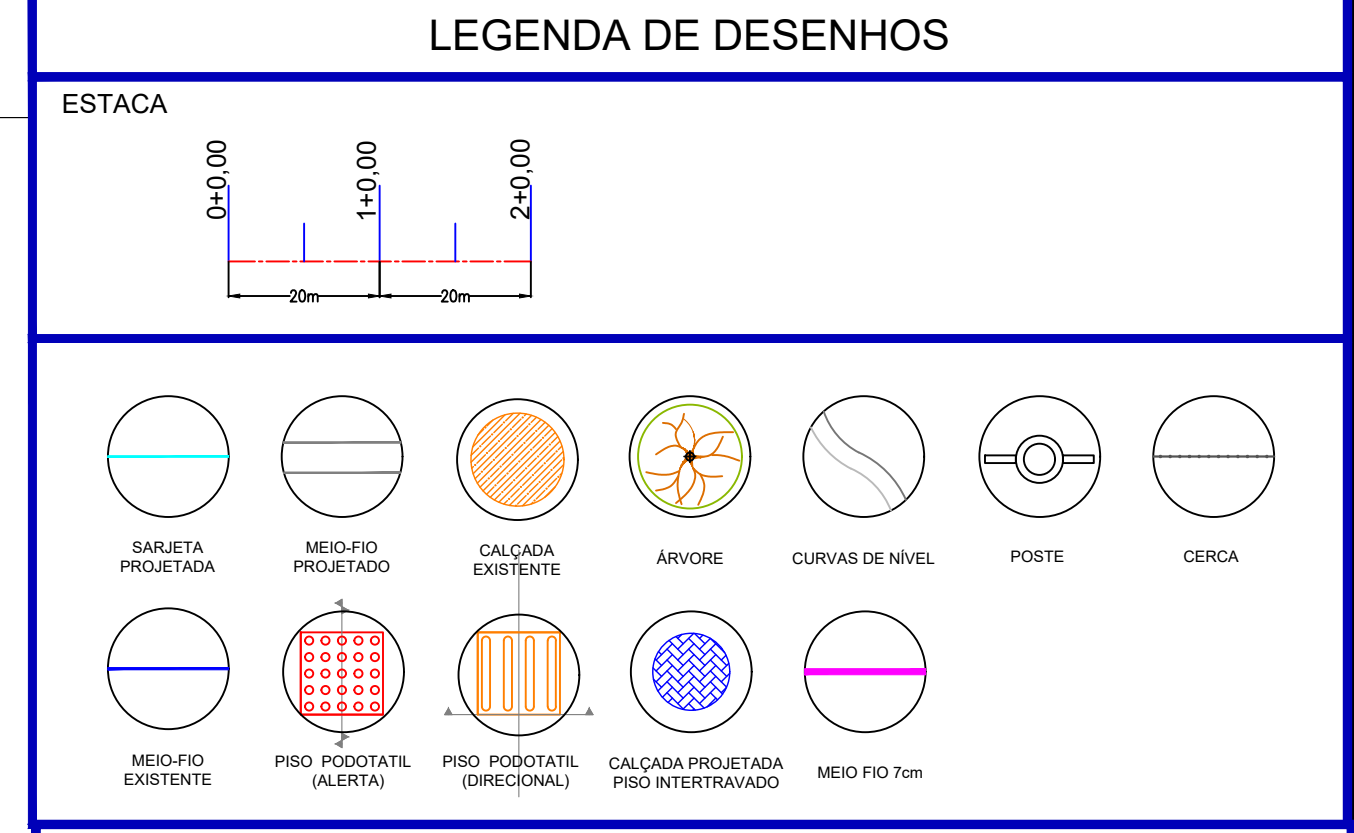 LEGENDA DE DESENHOS
ESTACA
0+0,00
1+0,00
2+0,00
20m
20m
SARJETA
PROJETADA
MEIO-FIO
PROJETADO
CALÇADA
EXISTENTE
ÁRVORE
CURVAS DE NÍVEL
POSTE
CERCA
MEIO-FIO
EXISTENTE
PISO PODOTATIL
(ALERTA)
PISO PODOTATIL
(DIRECIONAL)
CALÇADA PROJETADA
PISO INTERTRAVADO
MEIO FIO 7cm